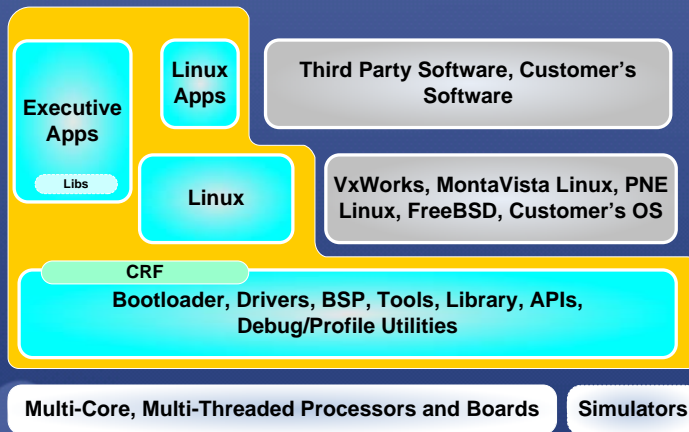 Executive
Apps
Libs
Linux
Apps
Third Party Software, Customer's
Software
Linux
VxWorks, MontaVista Linux, PNE
Linux, FreeBSD, Customer's OS
CRF
Bootloader, Drivers, BSP, Tools, Library, APIs,
Debug/Profile Utilities
Multi-Core, Multi-Threaded Processors and Boards
Simulators